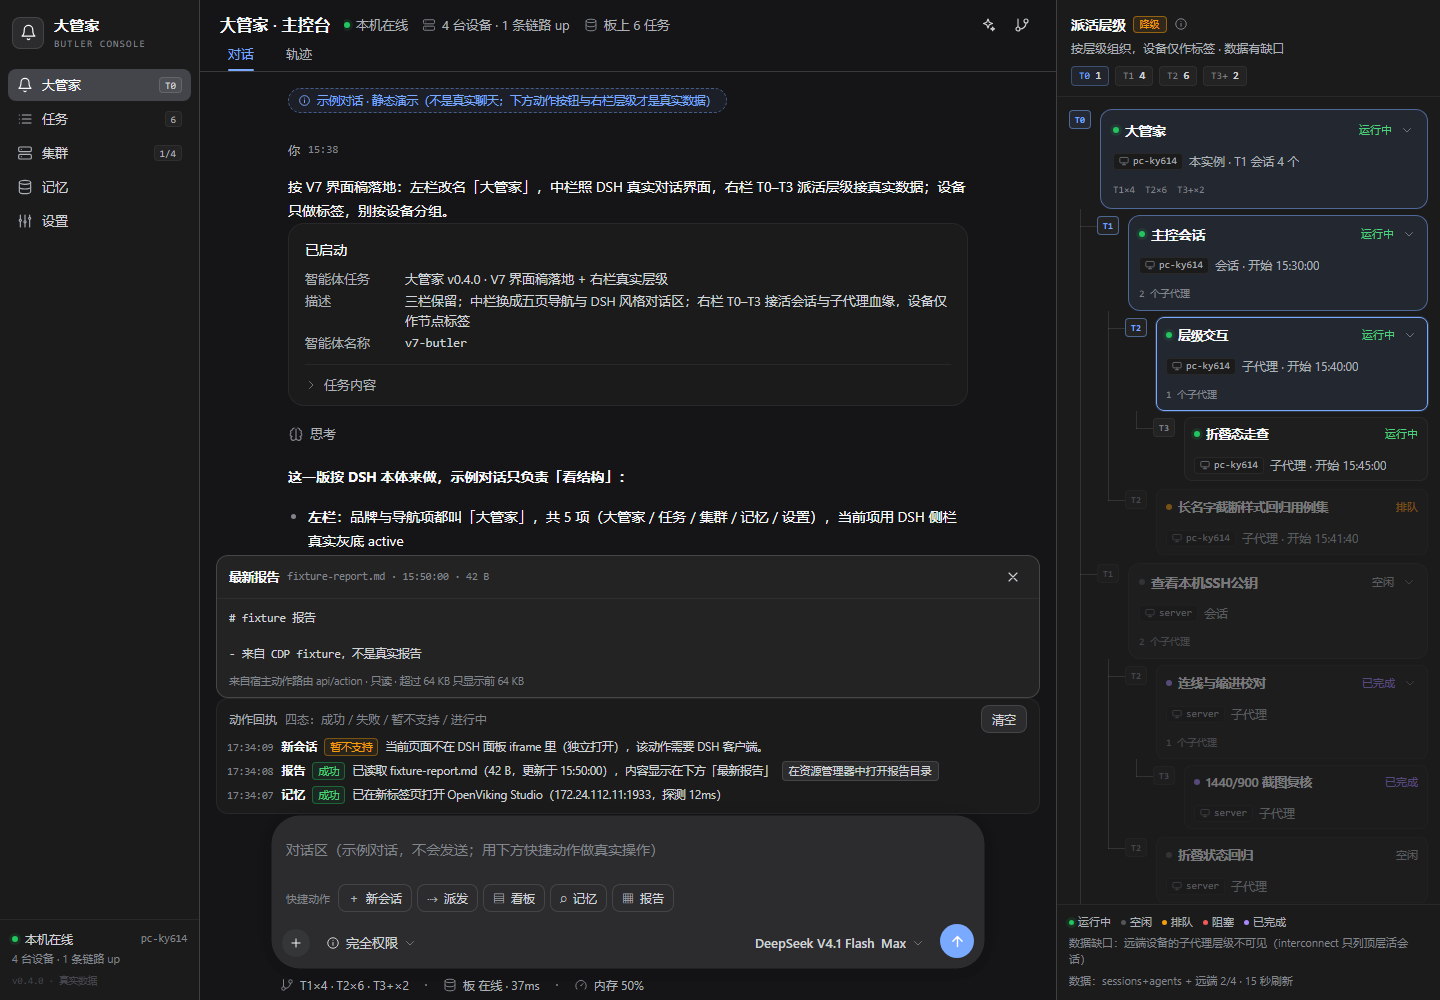 大管家
BUTLER CONSOLE
大管家 T0
任务 6
集群 1/4
记忆
设置
本机在线 pc-ky614
4 台设备 · 1 条链路 up
v0.4.0 · 真实数据
大管家 · 主控台 本机在线 4 台设备 · 1 条链路 up 板上 6 任务
对话 轨迹
示例对话 · 静态演示（不是真实聊天；下方动作按钮与右栏层级才是真实数据）
你 15:38
按 V7 界面稿落地：左栏改名「大管家」，中栏照 DSH 真实对话界面，右栏 T0–T3 派活层级接真实数据；设备
只做标签，别按设备分组。
已启动
智能体任务 大管家 v0.4.0 · V7 界面稿落地 + 右栏真实层级
描述 三栏保留；中栏换成五页导航与 DSH 风格对话区；右栏 T0–T3 接活会话与子代理血缘，设备仅
作节点标签
智能体名称 v7-butler
任务内容
思考
这一版按 DSH 本体来做，示例对话只负责「看结构」：
左栏：品牌与导航项都叫「大管家」，共 5 项（大管家 / 任务 / 集群 / 记忆 / 设置），当前项用 DSH 侧栏
真实灰底 active
最新报告 fixture-report.md · 15:50:00 · 42 B
# fixture 报告
- 来自 CDP fixture，不是真实报告
来自宿主动作路由 api/action · 只读 · 超过 64 KB 只显示前 64 KB
动作回执 四态：成功 / 失败 / 暂不支持 / 进行中 清空
17:34:09 新会话 暂不支持 当前页面不在 DSH 面板 iframe 里（独立打开），该动作需要 DSH 客户端。
17:34:08 报告 成功 已读取 fixture-report.md（42 B，更新于 15:50:00），内容显示在下方「最新报告」 在资源管理器中打开报告目录
17:34:07 记忆 成功 已在新标签页打开 OpenViking Studio（172.24.112.11:1933，探测 12ms）
对话区（示例对话，不会发送；用下方快捷动作做真实操作）
快捷动作 + 新会话 派发 看板 记忆 报告
完全权限 DeepSeek V4.1 Flash Max
T1×4 · T2×6 · T3+×2 · 板 在线 · 37ms · 内存 50%
派活层级 降级
按层级组织，设备仅作标签 · 数据有缺口
T0 1 T1 4 T2 6 T3+ 2
T0 大管家 运行中
pc-ky614 本实例 · T1 会话 4 个
T1×4 T2×6 T3+×2
T1 主控会话 运行中
pc-ky614 会话 · 开始 15:30:00
2 个子代理
T2 层级交互 运行中
pc-ky614 子代理 · 开始 15:40:00
1 个子代理
T3 折叠态走查 运行中
pc-ky614 子代理 · 开始 15:45:00
T2 长名字截断样式回归用例集 排队
pc-ky614 子代理 · 开始 15:41:40
T1 查看本机SSH公钥 空闲
server 会话
2 个子代理
T2 连线与缩进校对 已完成
server 子代理
1 个子代理
T3 1440/900 截图复核 已完成
server 子代理
T2 折叠状态回归 空闲
server 子代理
运行中 空闲 排队 阻塞 已完成
数据缺口：远端设备的子代理层级不可见（interconnect 只列顶层活会
话）
数据：sessions+agents + 远端 2/4 · 15 秒刷新